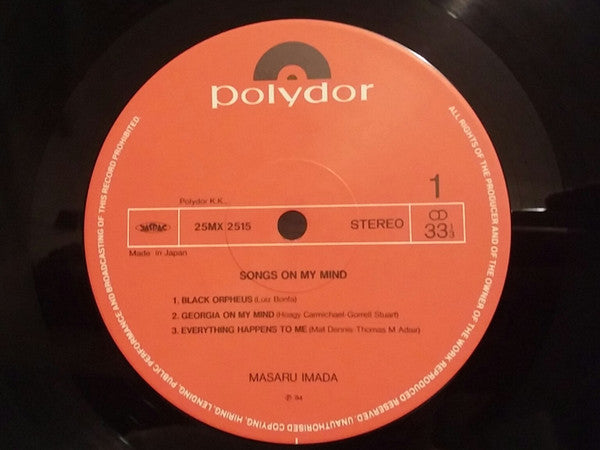 polydor
1
Polydor K.K.,
JASRAC
25MX 2515
STEREO
33⅓
Made in Japan
SONGS ON MY MIND
1. BLACK ORPHEUS (Luiz Bonfa)
2. GEORGIA ON MY MIND (Hoagy Carmichael-Gorrell Stuart)
3. EVERYTHING HAPPENS TO ME (Mat Dennis-Thomas M Adair)
MASARU IMADA
℗ '84
ALL RIGHTS OF THE PRODUCER AND OF THE OWNER OF THE WORK REPRODUCED RESERVED. UNAUTHORISED COPYING, HIRING, LENDING, PUBLIC PERFORMANCE AND BROADCASTING OF THIS RECORD PROHIBITED.